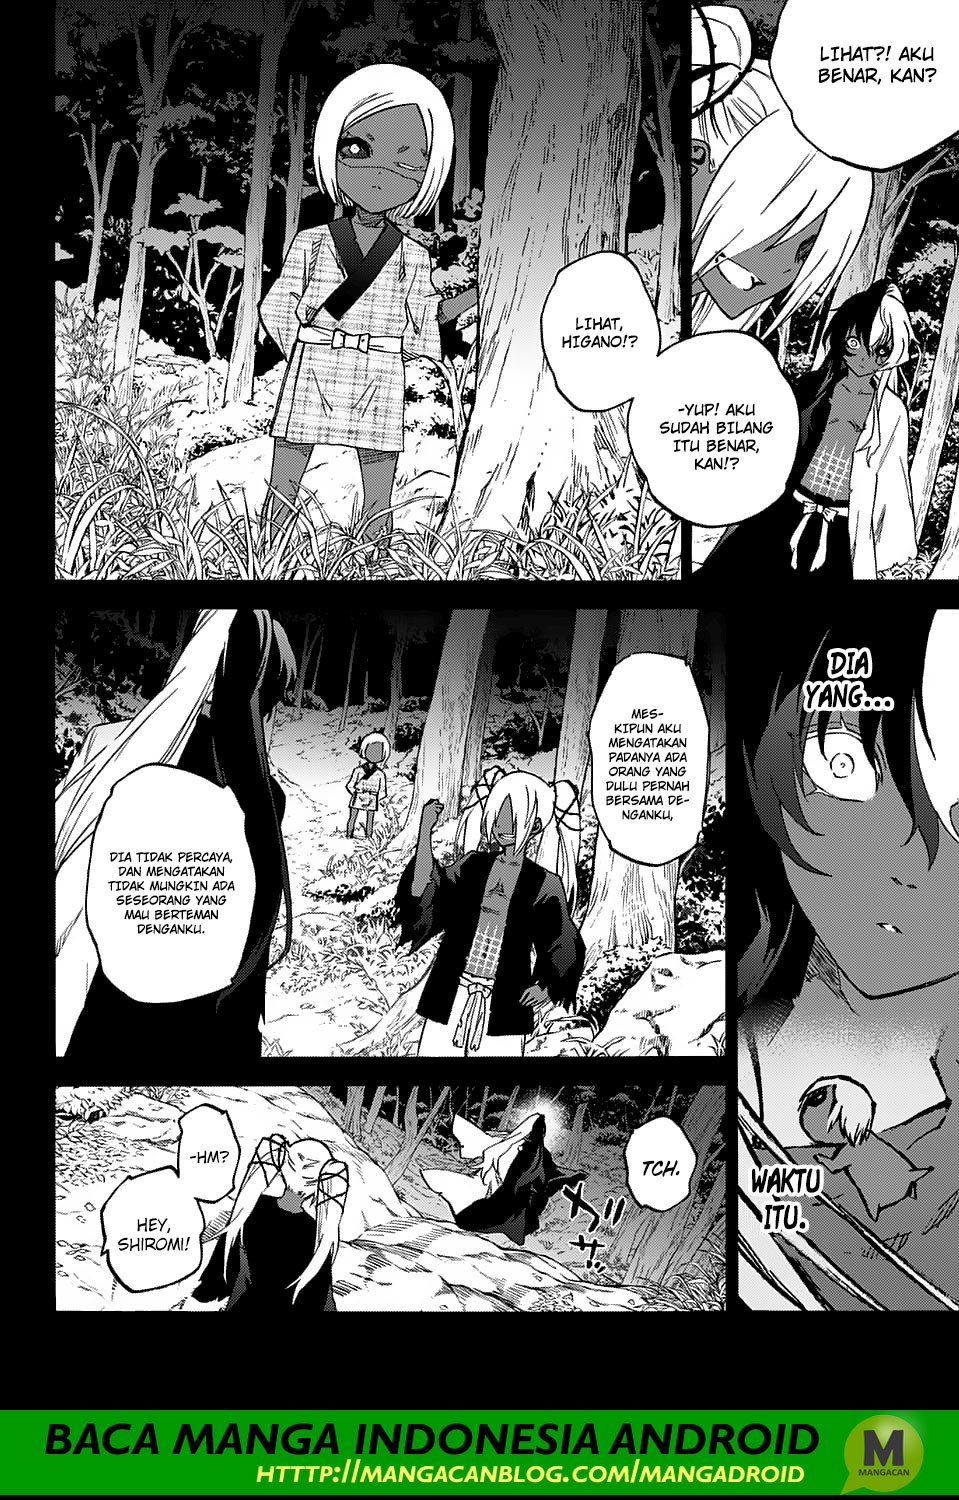 LIHAT?! AKU
BENAR, KAN?
LIHAT,
HIGANO!?
-YUP! AKU
SUDAH BILANG
ITU BENAR,
KAN!?
DIA
YANG...
WAKTU
ITU.
MES-
KIPUN AKU
MENGATAKAN
PADANYA ADA
ORANG YANG
DULU PERNAH
BERSAMA DE-
NGANKU,
DIA TIDAK PERCAYA,
DAN MENGATAKAN
TIDAK MUNGKIN ADA
SESEORANG YANG
MAU BERTEMAN
DENGANKU.
TCH.
-HM?
HEY,
SHIROMI!
BACA MANGA INDONESIA ANDROID
HTTTP://MANGACANBLOG.COM/MANGADROID
M
MANGACAN